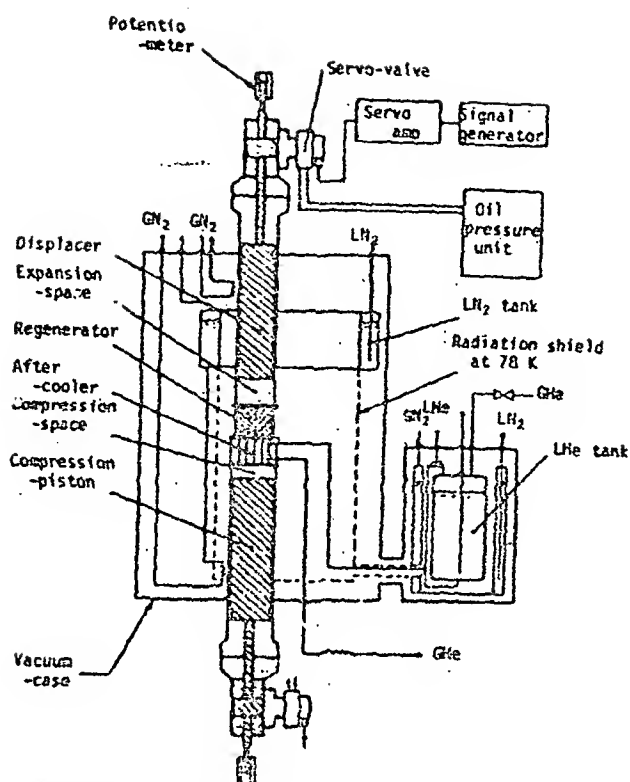 Potentio
-meter
Servo-valve
Servo
amp
Signal
generator
Oil
pressure
unit
GN₂
GN₂
LN₂
Displacer
Expansion
-space
Regenerator
After
-cooler
Compression
-space
Compression
-piston
LN₂ tank
Radiation shield
at 78 K
GHe
GN₂
LHe
LN₂
LHe tank
GHe
Vacuum
-case